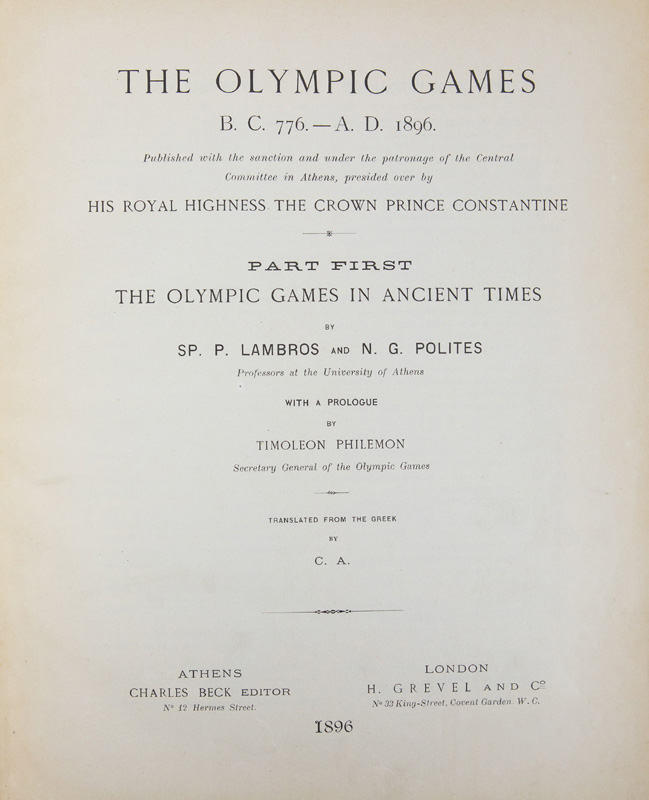 THE OLYMPIC GAMES
B. C. 776. — A. D. 1896.
Published with the sanction and under the patronage of the Central
Committee in Athens, presided over by
HIS ROYAL HIGHNESS THE CROWN PRINCE CONSTANTINE
PART FIRST
THE OLYMPIC GAMES IN ANCIENT TIMES
BY
SP. P. LAMBROS AND N. G. POLITES
Professors at the University of Athens
WITH A PROLOGUE
BY
TIMOLEON PHILEMON
Secretary General of the Olympic Games
TRANSLATED FROM THE GREEK
BY
C. A.
ATHENS
CHARLES BECK EDITOR
Nº 12 Hermes Street.
LONDON
H. GREVEL AND Cº
Nº 33 King-Street, Covent Garden. W. C.
1896